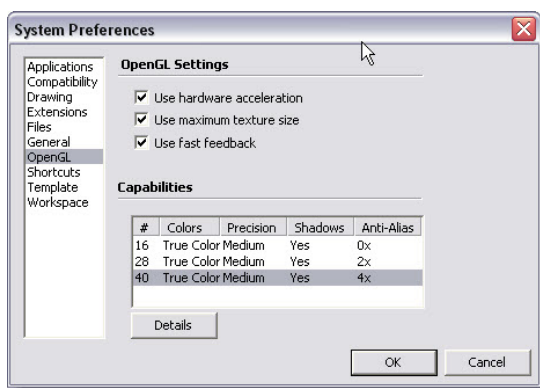 System Preferences
Applications
Compatibility
Drawing
Extensions
Files
General
OpenGL
Shortcuts
Template
Workspace
OpenGL Settings
Use hardware acceleration
Use maximum texture size
Use fast feedback
Capabilities
# Colors Precision Shadows Anti-Alias
16 True Color Medium Yes 0x
28 True Color Medium Yes 2x
40 True Color Medium Yes 4x
Details
OK Cancel